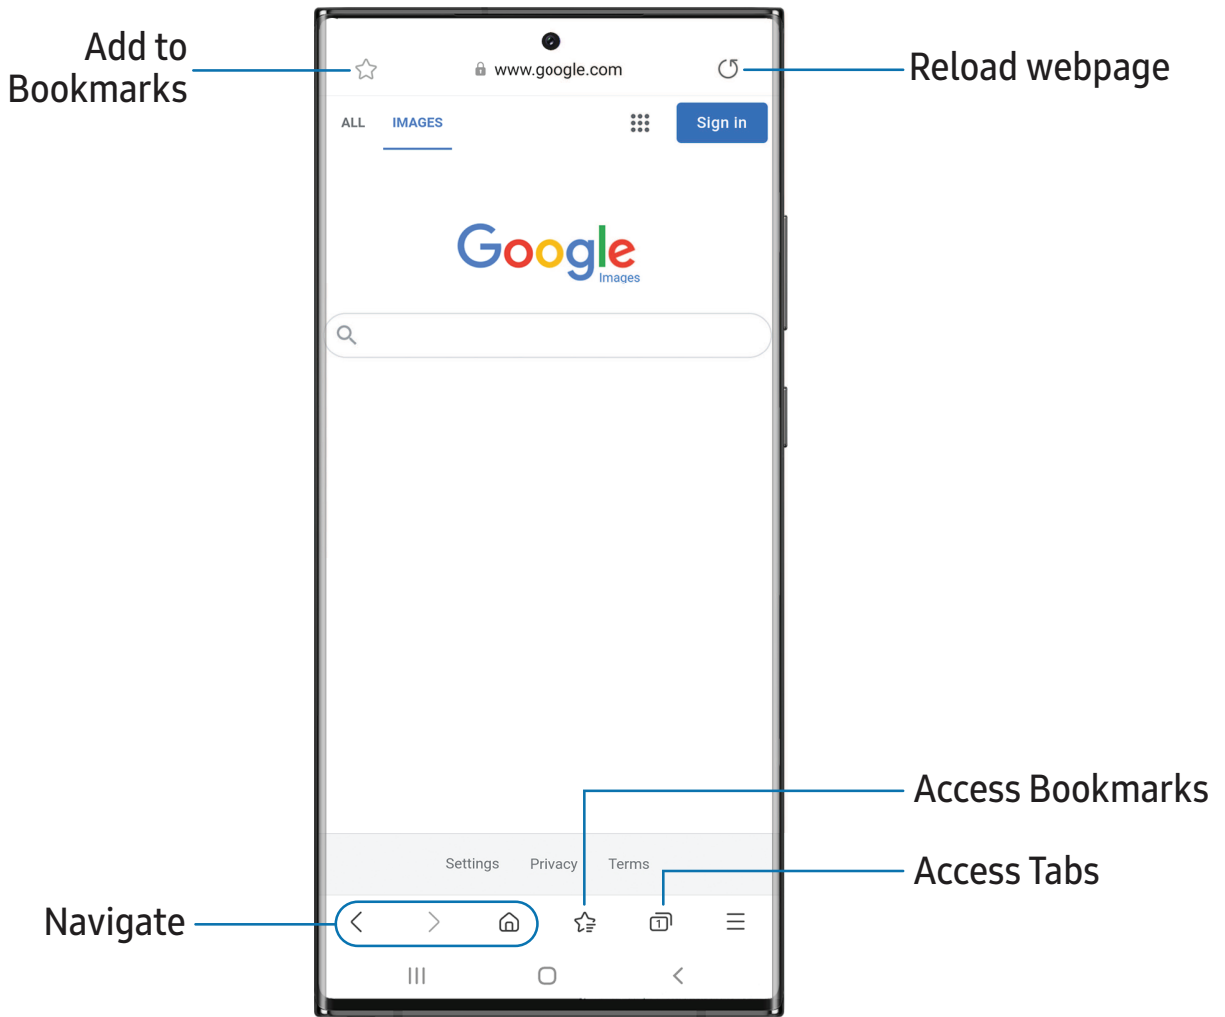 Add to
Bookmarks
www.google.com
Reload webpage
ALL IMAGES
Sign in
Google
Images
Access Bookmarks
Settings Privacy Terms
Access Tabs
Navigate
1